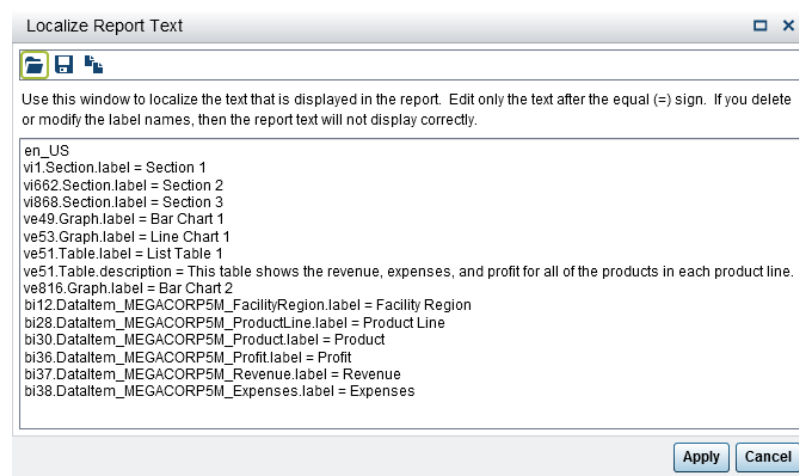 Localize Report Text
Use this window to localize the text that is displayed in the report. Edit only the text after the equal (=) sign. If you delete
or modify the label names, then the report text will not display correctly.
en_US
vi1.Section.label = Section 1
vi662.Section.label = Section 2
vi868.Section.label = Section 3
ve49.Graph.label = Bar Chart 1
ve53.Graph.label = Line Chart 1
ve51.Table.label = List Table 1
ve51.Table.description = This table shows the revenue, expenses, and profit for all of the products in each product line.
ve816.Graph.label = Bar Chart 2
bi12.DataItem_MEGACORP5M_FacilityRegion.label = Facility Region
bi28.DataItem_MEGACORP5M_ProductLine.label = Product Line
bi30.DataItem_MEGACORP5M_Product.label = Product
bi36.DataItem_MEGACORP5M_Profit.label = Profit
bi37.DataItem_MEGACORP5M_Revenue.label = Revenue
bi38.DataItem_MEGACORP5M_Expenses.label = Expenses
Apply Cancel